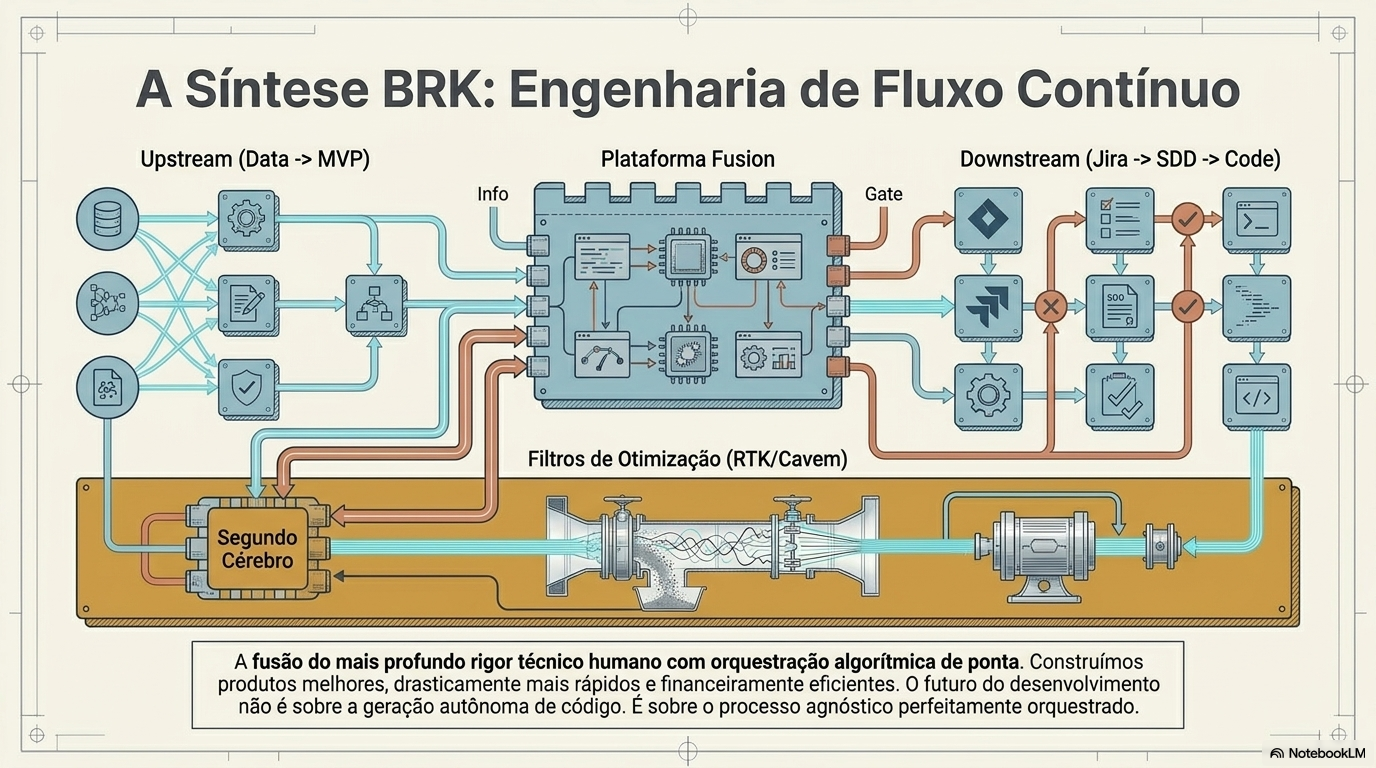 A Síntese BRK: Engenharia de Fluxo Contínuo
Upstream (Data -> MVP)
Plataforma Fusion
Downstream (Jira -> SDD -> Code)
Info
Gate
SOO
Filtros de Otimização (RTK/Cavem)
Segundo
Cérebro
A fusão do mais profundo rigor técnico humano com orquestração algorítmica de ponta. Construímos
produtos melhores, drasticamente mais rápidos e financeiramente eficientes. O futuro do desenvolvimento
não é sobre a geração autônoma de código. É sobre o processo agnóstico perfeitamente orquestrado.
NotebookLM